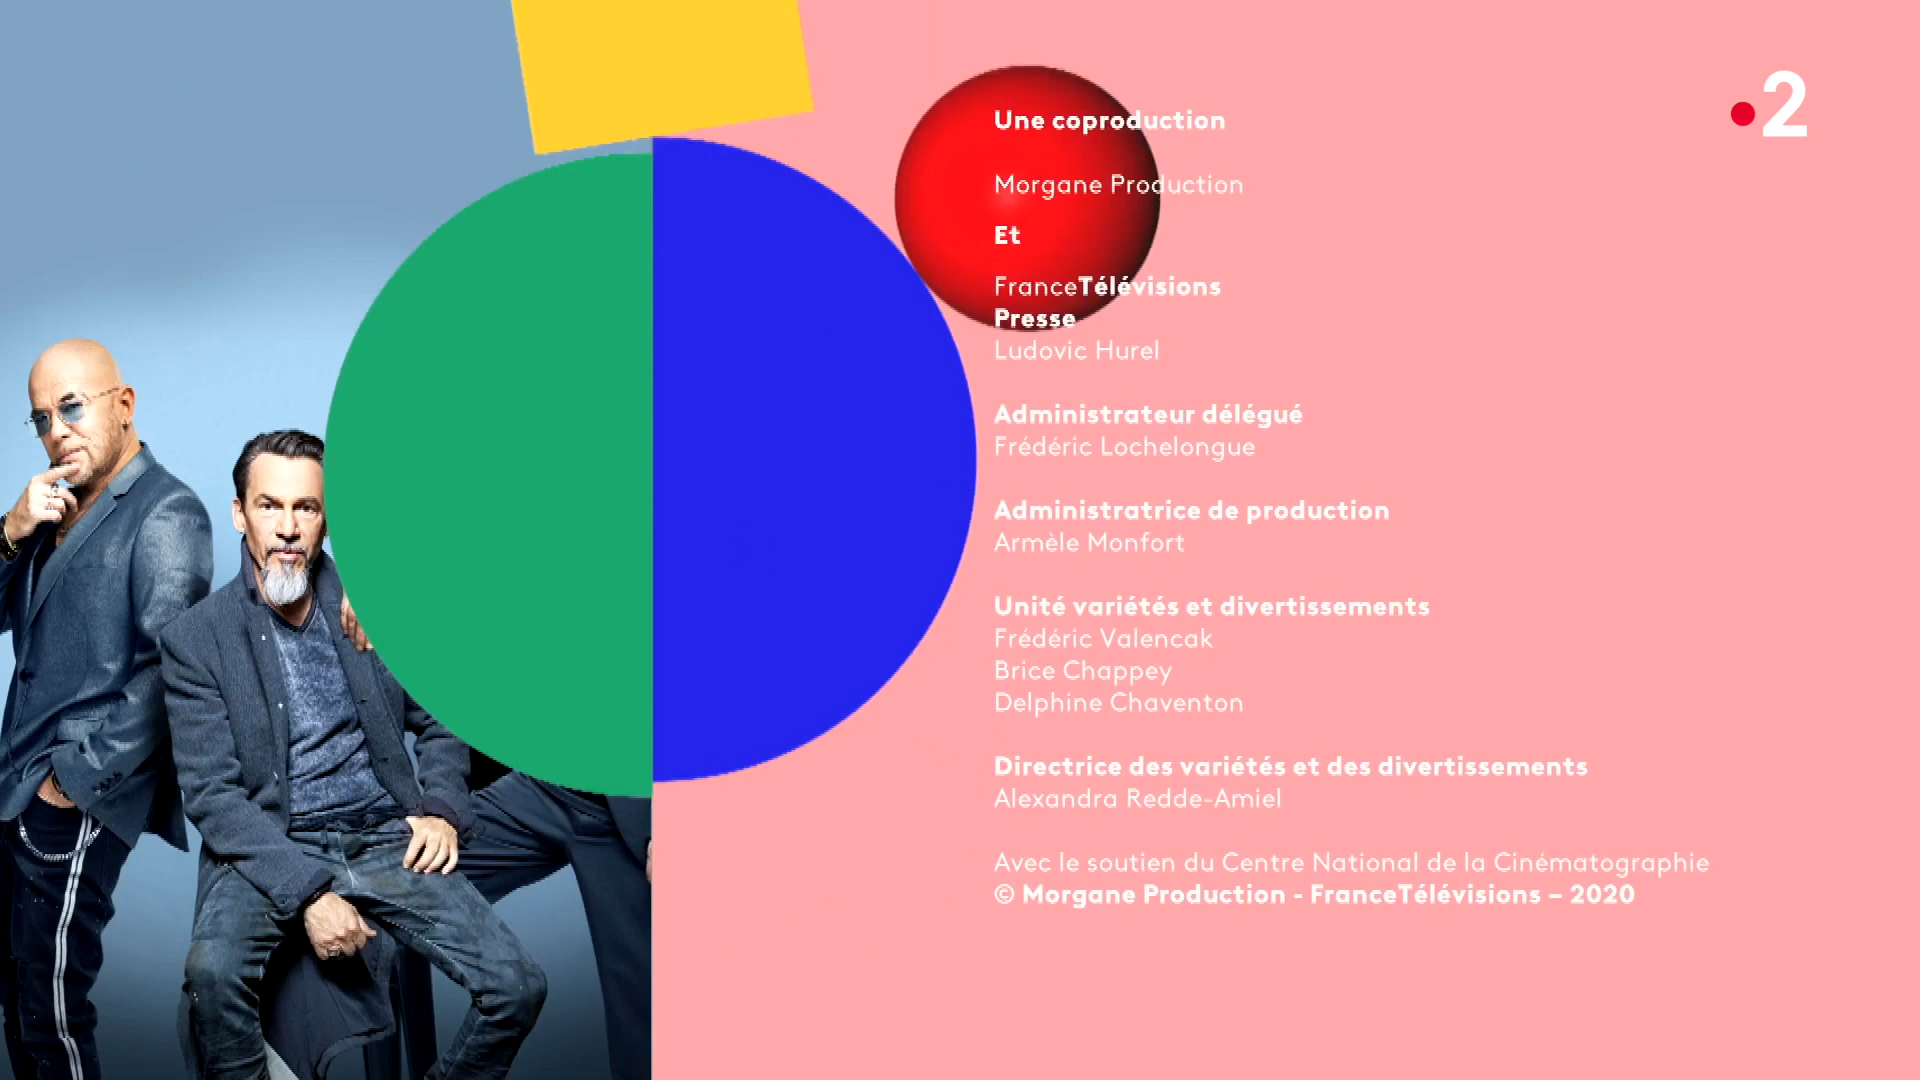 Une coproduction
Morgane Production
Et
FranceTélévisions
Presse
Ludovic Hurel
Administrateur délégué
Frédéric Lochelongue
Administratrice de production
Armèle Monfort
Unité variétés et divertissements
Frédéric Valencak
Brice Chappey
Delphine Chaventon
Directrice des variétés et des divertissements
Alexandra Redde-Amiel
Avec le soutien du Centre National de la Cinématographie
© Morgane Production - FranceTélévisions – 2020
2